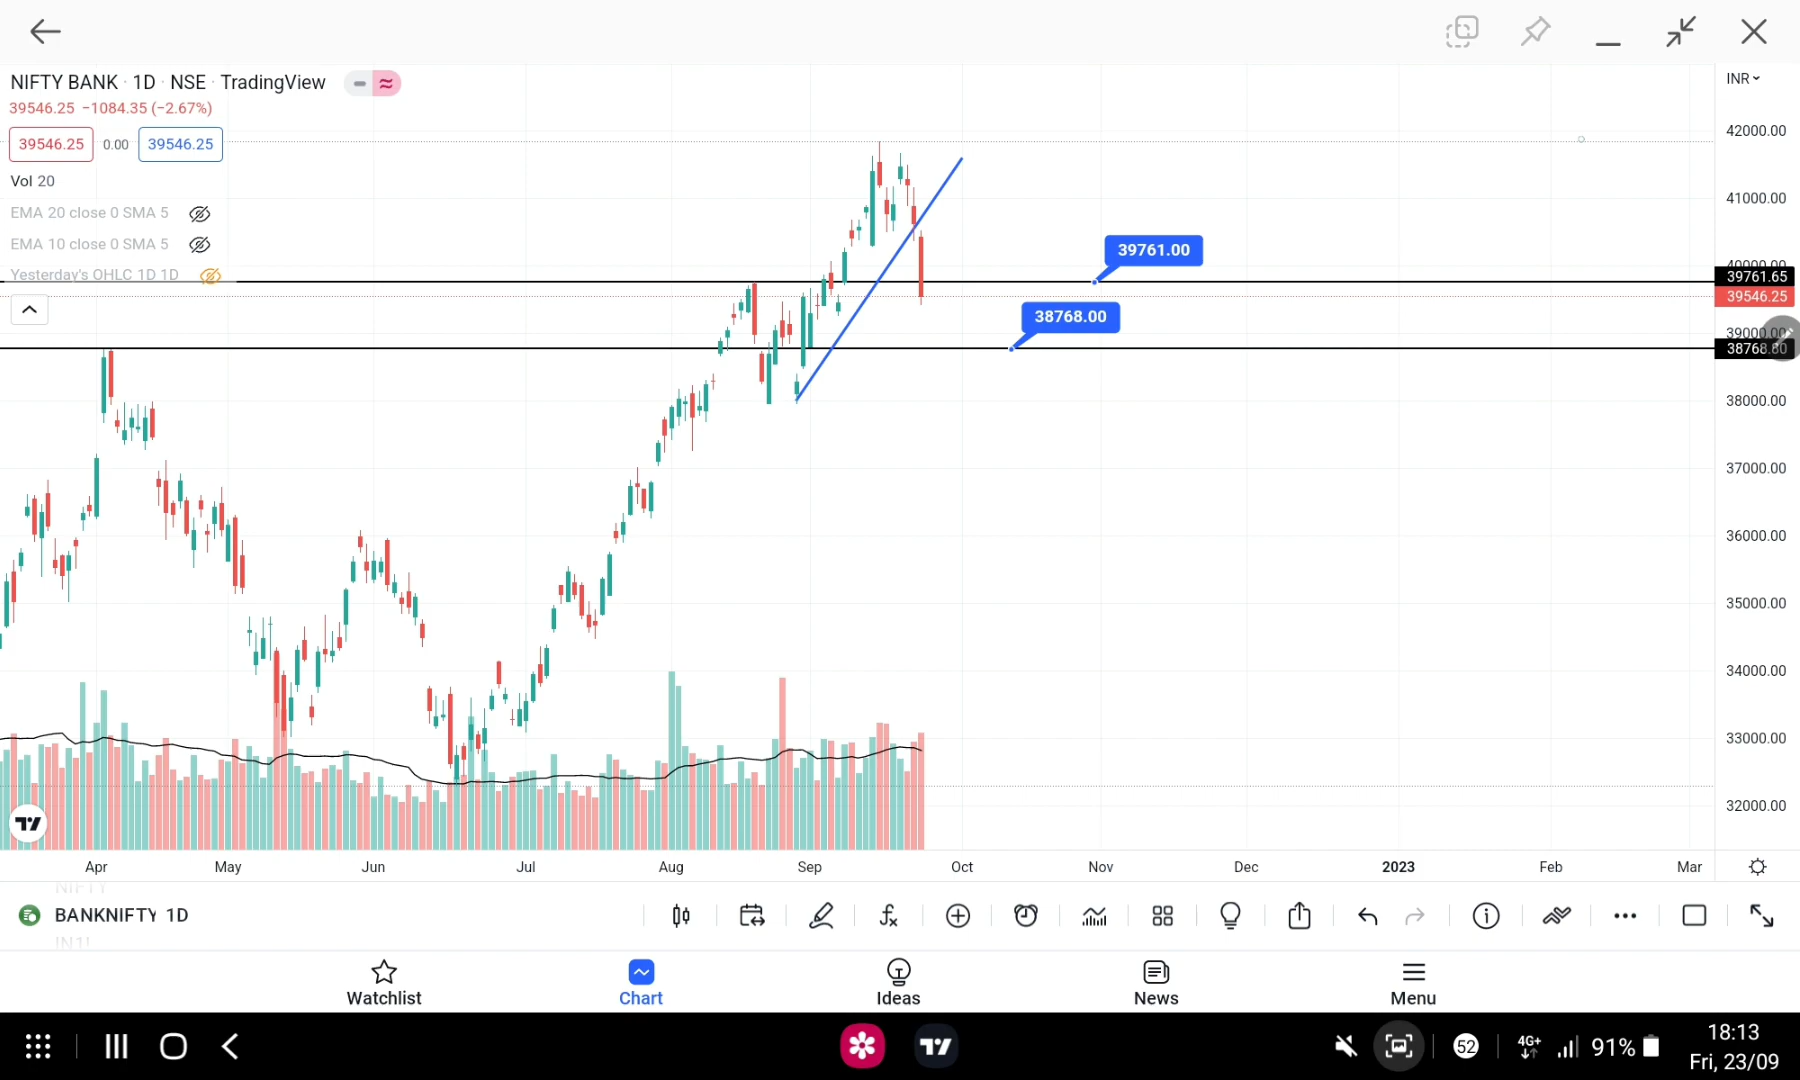 NIFTY BANK · 1D · NSE · TradingView
INR
39546.25 −1084.35 (−2.67%)
39546.25 0.00 39546.25
Vol 20
EMA 20 close 0 SMA 5
EMA 10 close 0 SMA 5
Yesterday's OHLC 1D 1D
42000.00
41000.00
40000.00
39761.65
39546.25
39000.00
38000.00
37000.00
36000.00
35000.00
34000.00
33000.00
32000.00
39761.00
38768.00
Apr May Jun Jul Aug Sep Oct Nov Dec 2023 Feb Mar
NIFTY
BANKNIFTY 1D
Watchlist Chart Ideas News Menu
52 4G+ 91% 18:13
Fri, 23/09